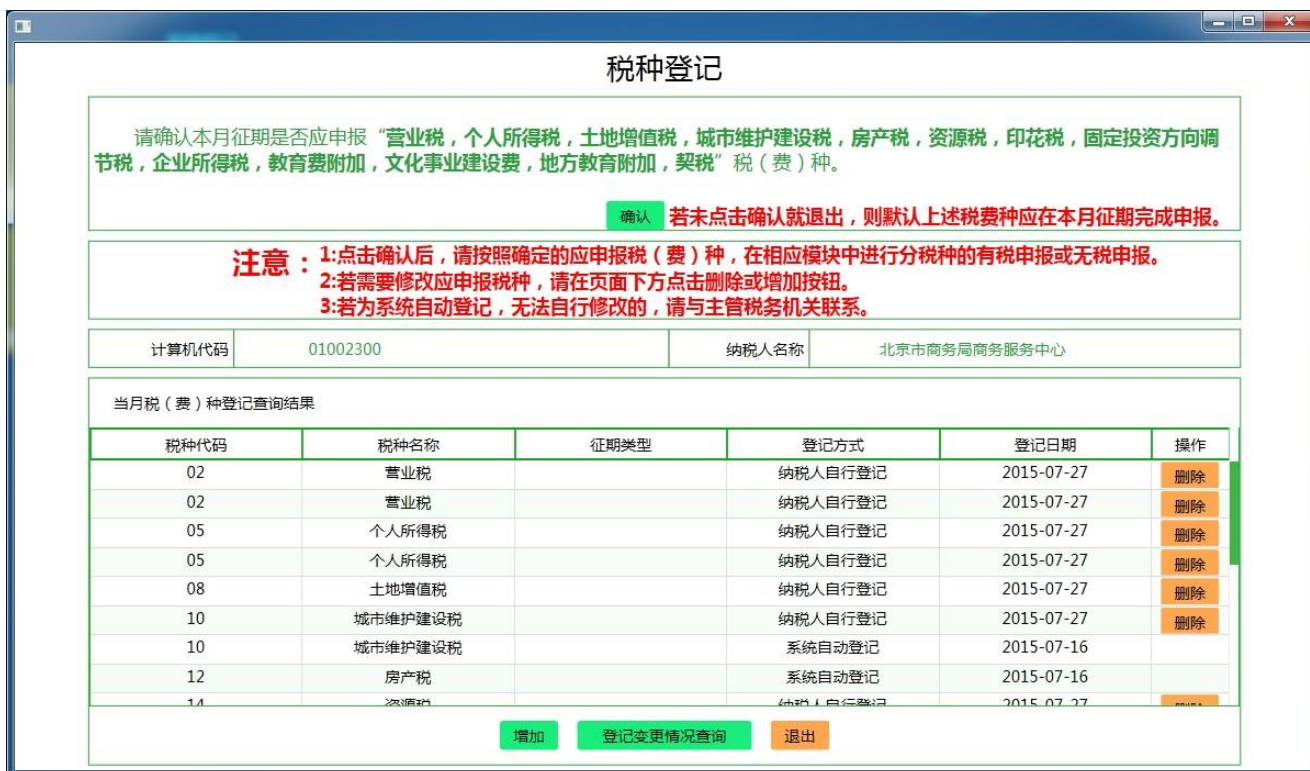 税种登记
请确认本月征期是否应申报“营业税，个人所得税，土地增值税，城市维护建设税，房产税，资源税，印花税，固定投资方向调
节税，企业所得税，教育费附加，文化事业建设费，地方教育附加，契税”税（费）种。
确认 若未点击确认就退出，则默认上述税费种应在本月征期完成申报。
注意：1:点击确认后，请按照确定的应申报税（费）种，在相应模块中进行分税种的有税申报或无税申报。
2:若需要修改应申报税种，请在页面下方点击删除或增加按钮。
3:若为系统自动登记，无法自行修改的，请与主管税务机关联系。
计算机代码 01002300 纳税人名称 北京市商务局商务服务中心
当月税（费）种登记查询结果
税种代码 税种名称 征期类型 登记方式 登记日期 操作
02 营业税 纳税人自行登记 2015-07-27 删除
02 营业税 纳税人自行登记 2015-07-27 删除
05 个人所得税 纳税人自行登记 2015-07-27 删除
05 个人所得税 纳税人自行登记 2015-07-27 删除
08 土地增值税 纳税人自行登记 2015-07-27 删除
10 城市维护建设税 纳税人自行登记 2015-07-27 删除
10 城市维护建设税 系统自动登记 2015-07-16
12 房产税 系统自动登记 2015-07-16
14 资源税 纳税人自行登记 2015-07-27
增加 登记变更情况查询 退出